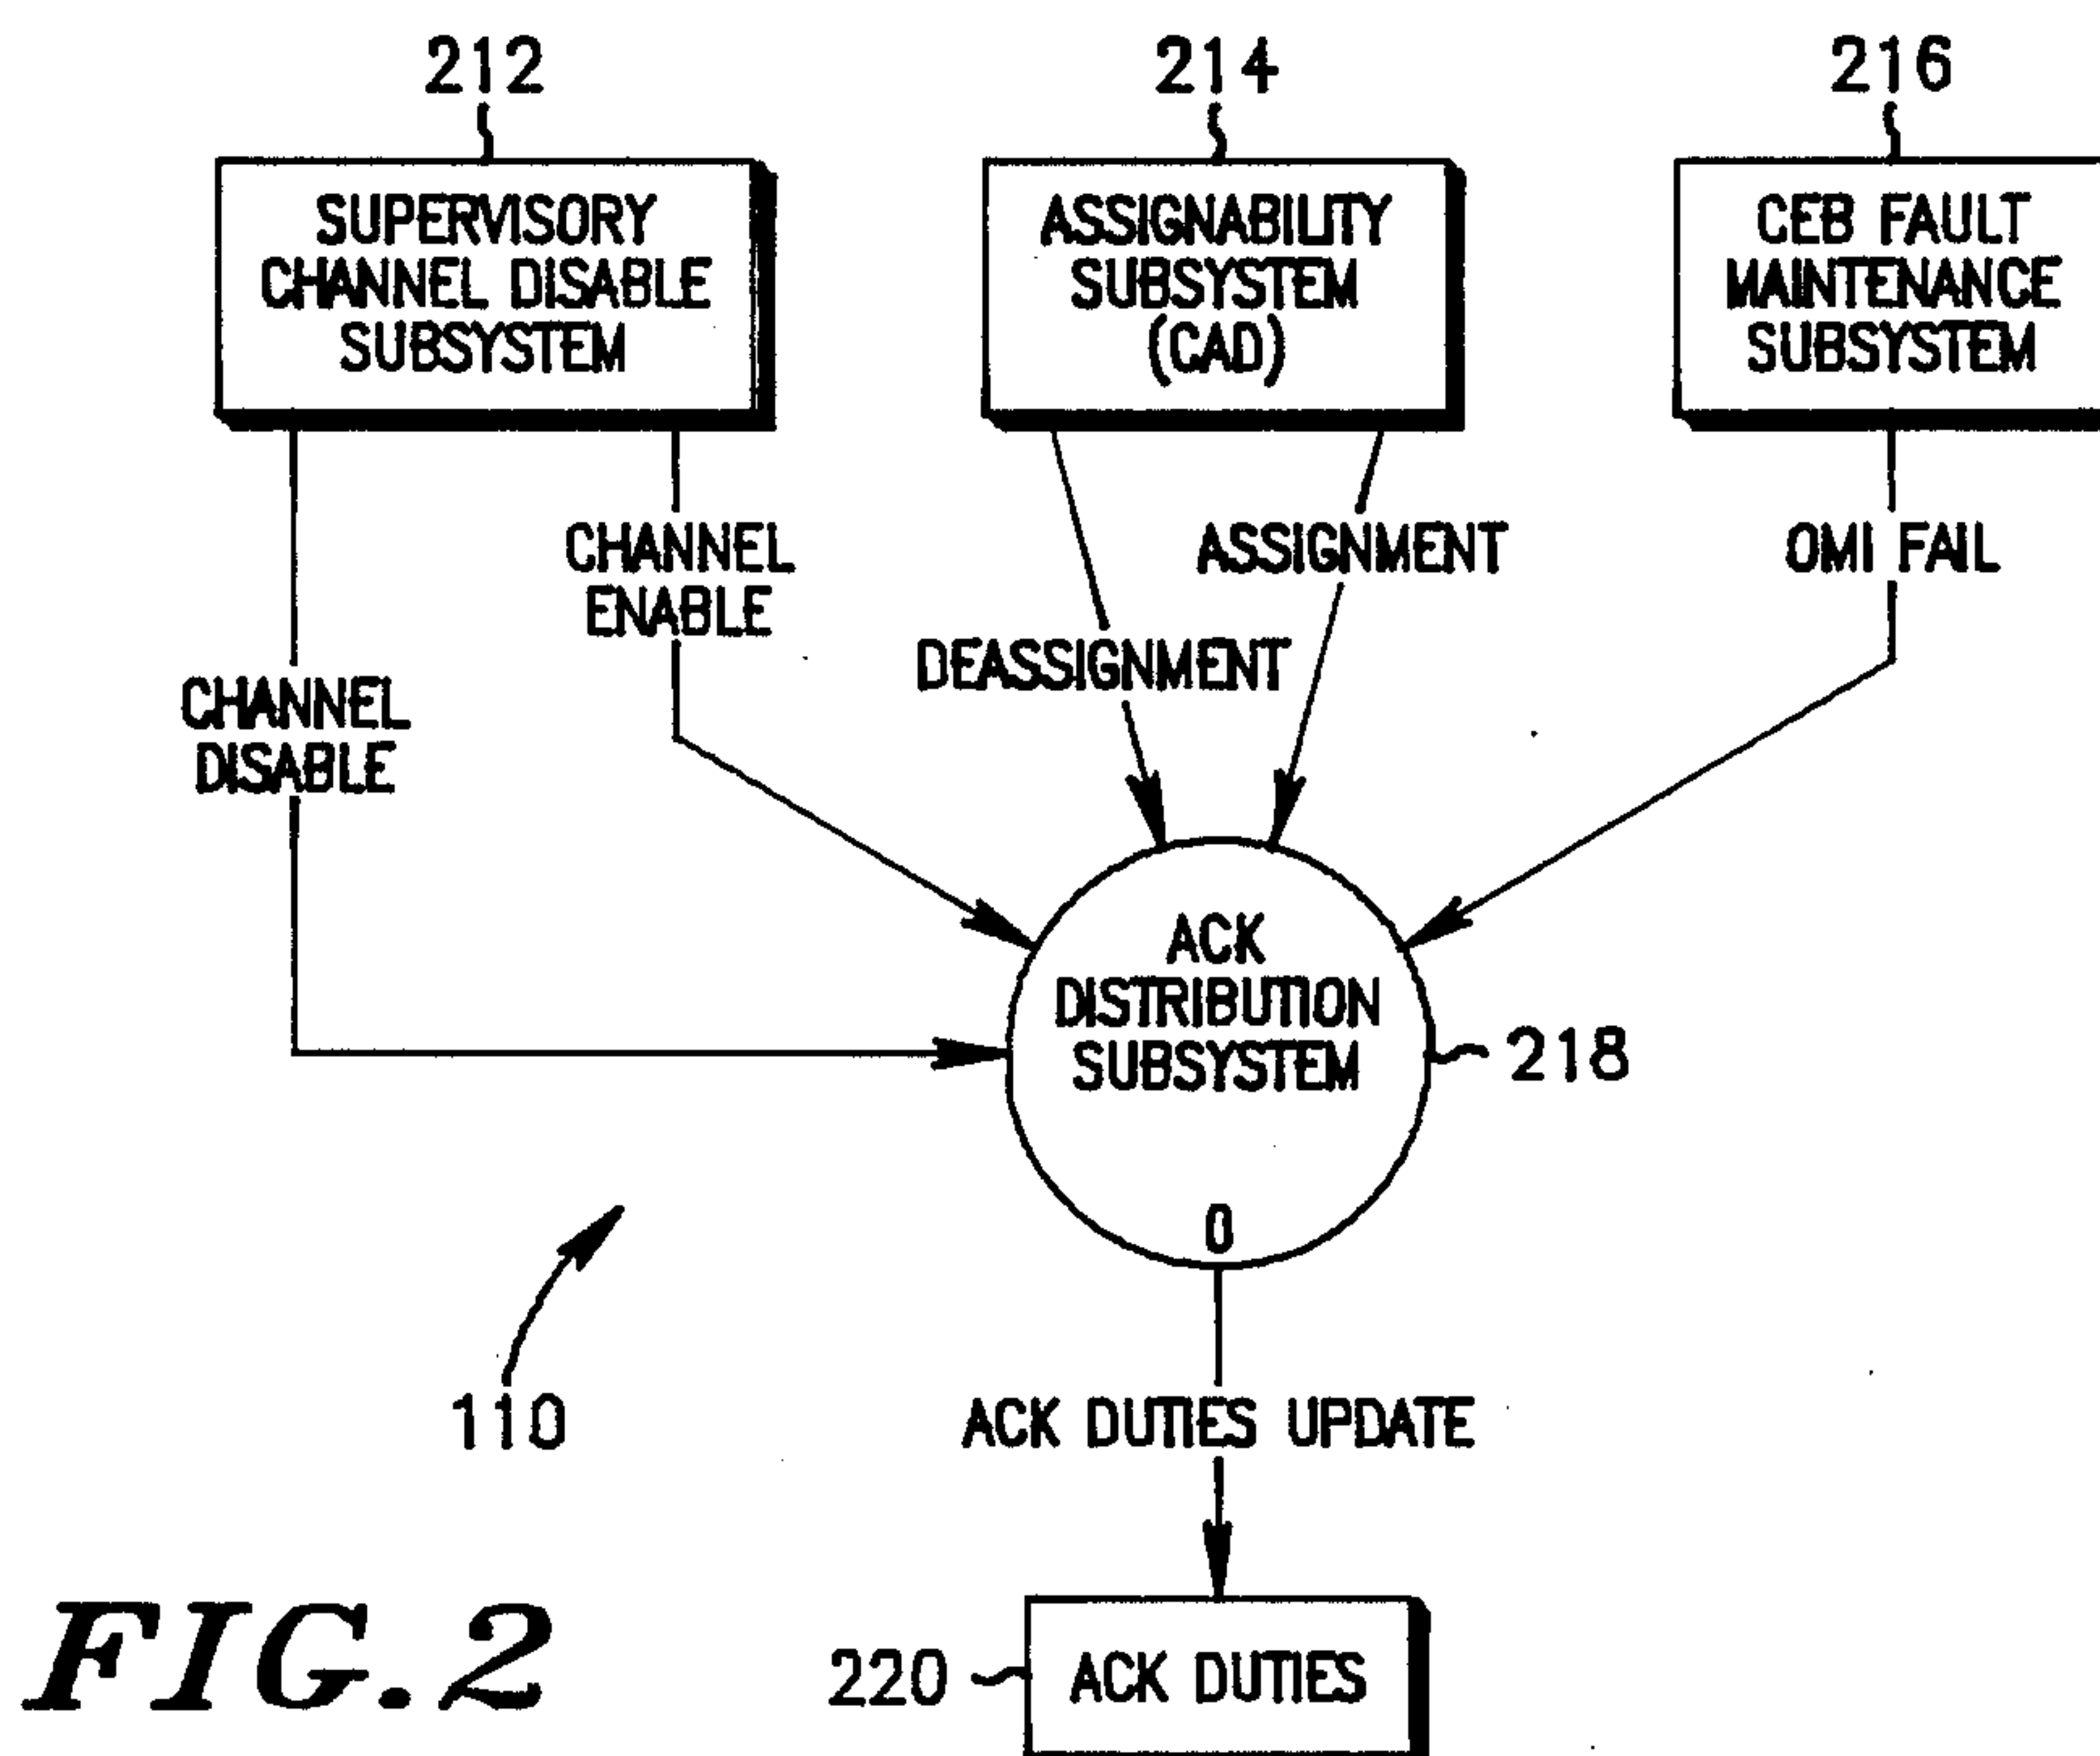 212
214
216
SUPERVISORY
CHANNEL DISABLE
SUBSYSTEM
ASSIGNABILITY
SUBSYSTEM
(CAD)
CEB FAULT
MAINTENANCE
SUBSYSTEM
CHANNEL
ENABLE
ASSIGNMENT
OMI FAIL
DEASSIGNMENT
CHANNEL
DISABLE
ACK
DISTRIBUTION
SUBSYSTEM
218
0
110
ACK DUTIES UPDATE
FIG.2
220
ACK DUTIES